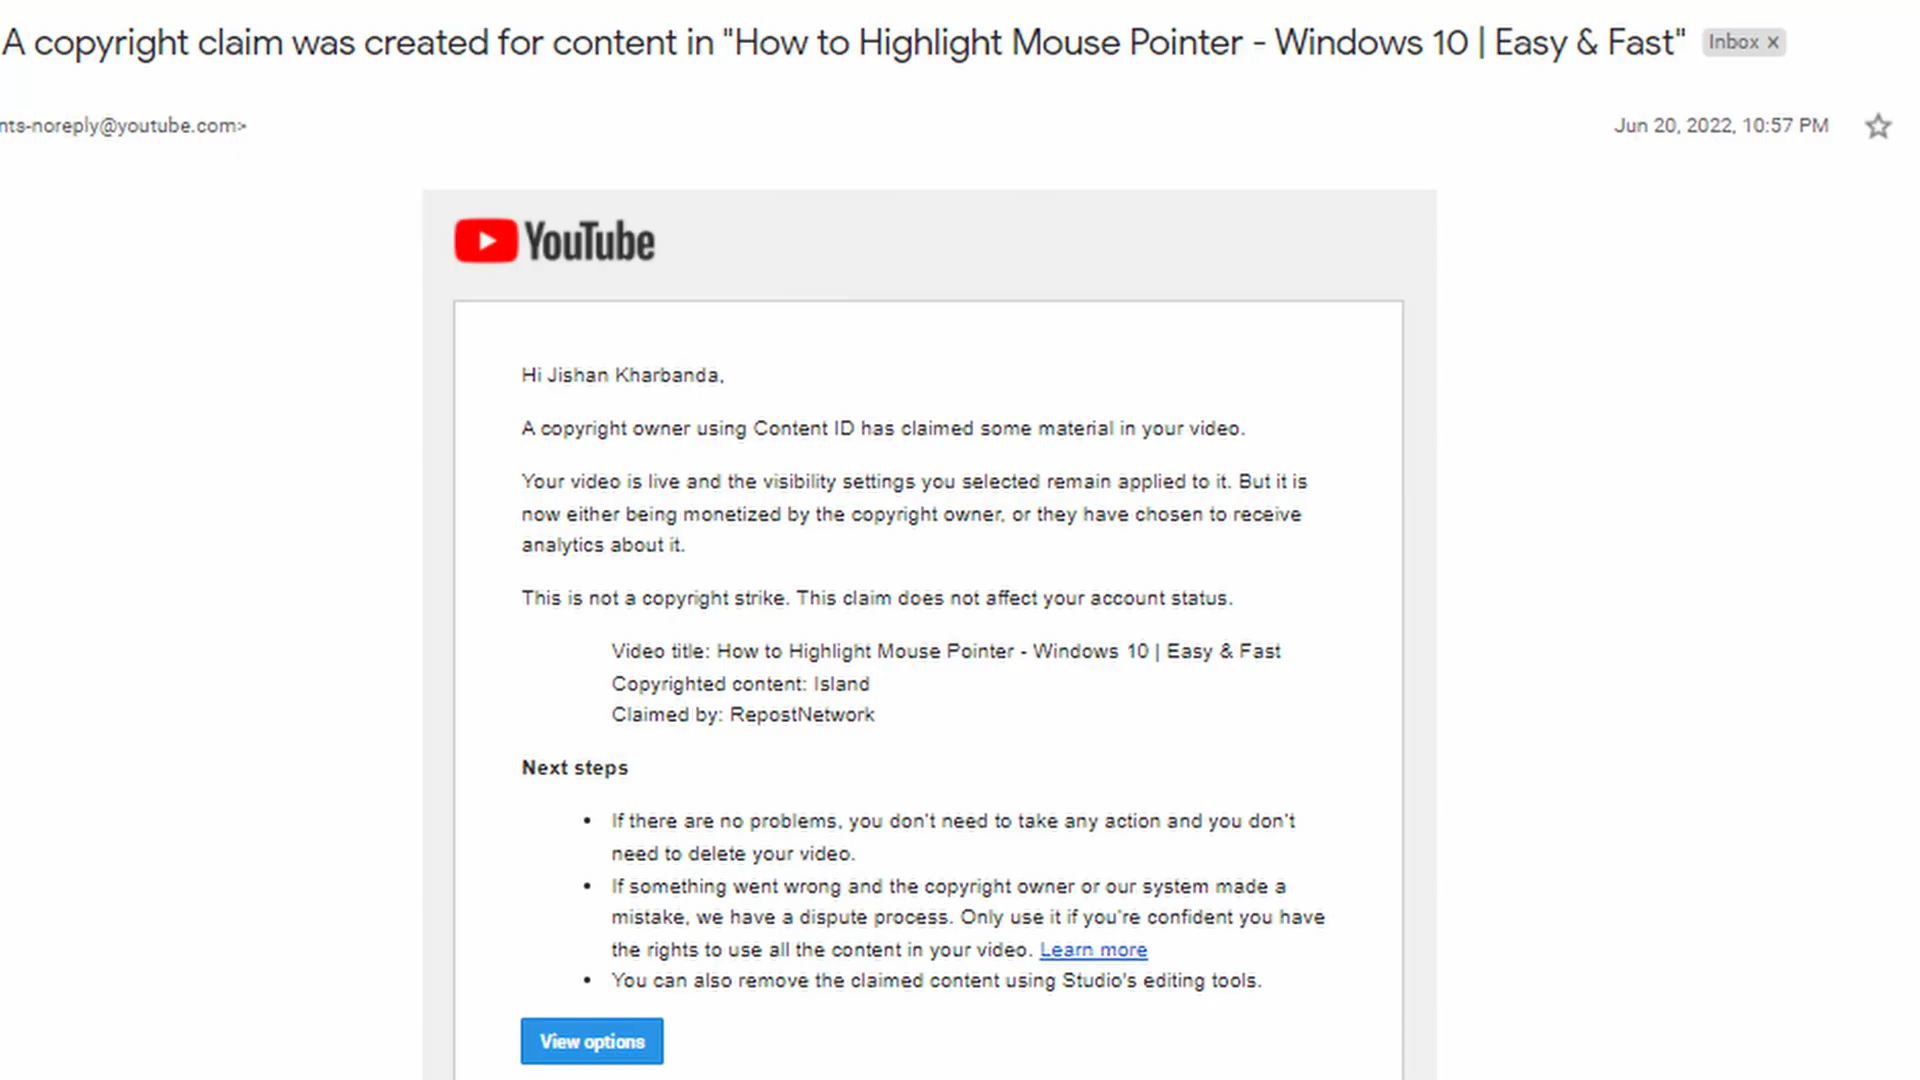 A copyright claim was created for content in "How to Highlight Mouse Pointer - Windows 10 | Easy & Fast" Inbox x
nts-noreply@youtube.com>
Jun 20, 2022, 10:57 PM
YouTube
Hi Jishan Kharbanda,
A copyright owner using Content ID has claimed some material in your video.
Your video is live and the visibility settings you selected remain applied to it. But it is
now either being monetized by the copyright owner, or they have chosen to receive
analytics about it.
This is not a copyright strike. This claim does not affect your account status.
Video title: How to Highlight Mouse Pointer - Windows 10 | Easy & Fast
Copyrighted content: Island
Claimed by: RepostNetwork
Next steps
• If there are no problems, you don't need to take any action and you don't
need to delete your video.
• If something went wrong and the copyright owner or our system made a
mistake, we have a dispute process. Only use it if you're confident you have
the rights to use all the content in your video. Learn more
• You can also remove the claimed content using Studio's editing tools.
View options